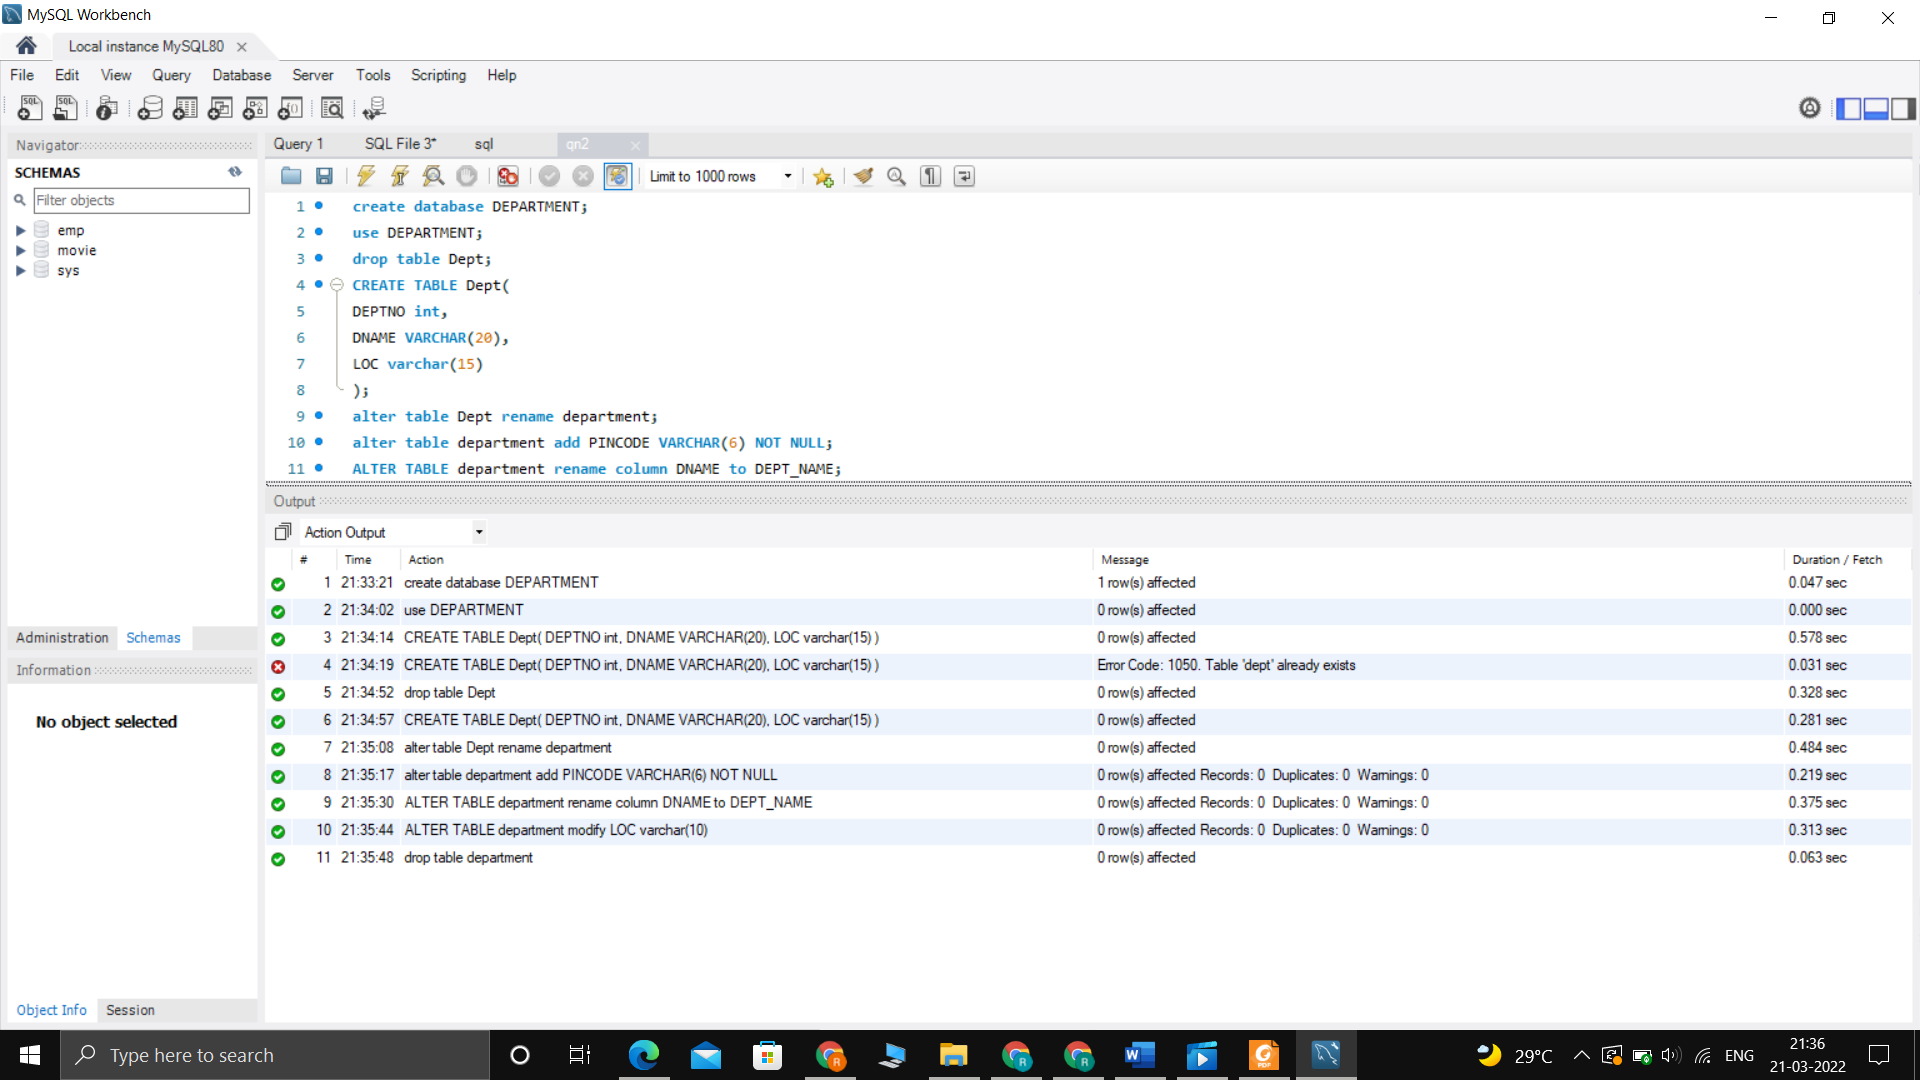 MySQL Workbench
Local instance MySQL80
File Edit View Query Database Server Tools Scripting Help
Navigator
SCHEMAS
Filter objects
emp
movie
sys
Administration Schemas
Information
No object selected
Object Info Session
Query 1 SQL File 3* sql qn2
Limit to 1000 rows
1 create database DEPARTMENT;
2 use DEPARTMENT;
3 drop table Dept;
4 CREATE TABLE Dept(
5 DEPTNO int,
6 DNAME VARCHAR(20),
7 LOC varchar(15)
8 );
9 alter table Dept rename department;
10 alter table department add PINCODE VARCHAR(6) NOT NULL;
11 ALTER TABLE department rename column DNAME to DEPT_NAME;
Output
Action Output
# Time Action Message Duration / Fetch
1 21:33:21 create database DEPARTMENT 1 row(s) affected 0.047 sec
2 21:34:02 use DEPARTMENT 0 row(s) affected 0.000 sec
3 21:34:14 CREATE TABLE Dept( DEPTNO int, DNAME VARCHAR(20), LOC varchar(15) ) 0 row(s) affected 0.578 sec
4 21:34:19 CREATE TABLE Dept( DEPTNO int, DNAME VARCHAR(20), LOC varchar(15) ) Error Code: 1050. Table 'dept' already exists 0.031 sec
5 21:34:52 drop table Dept 0 row(s) affected 0.328 sec
6 21:34:57 CREATE TABLE Dept( DEPTNO int, DNAME VARCHAR(20), LOC varchar(15) ) 0 row(s) affected 0.281 sec
7 21:35:08 alter table Dept rename department 0 row(s) affected 0.484 sec
8 21:35:17 alter table department add PINCODE VARCHAR(6) NOT NULL 0 row(s) affected Records: 0 Duplicates: 0 Warnings: 0 0.219 sec
9 21:35:30 ALTER TABLE department rename column DNAME to DEPT_NAME 0 row(s) affected Records: 0 Duplicates: 0 Warnings: 0 0.375 sec
10 21:35:44 ALTER TABLE department modify LOC varchar(10) 0 row(s) affected Records: 0 Duplicates: 0 Warnings: 0 0.313 sec
11 21:35:48 drop table department 0 row(s) affected 0.063 sec
Type here to search
29°C ENG
21:36
21-03-2022